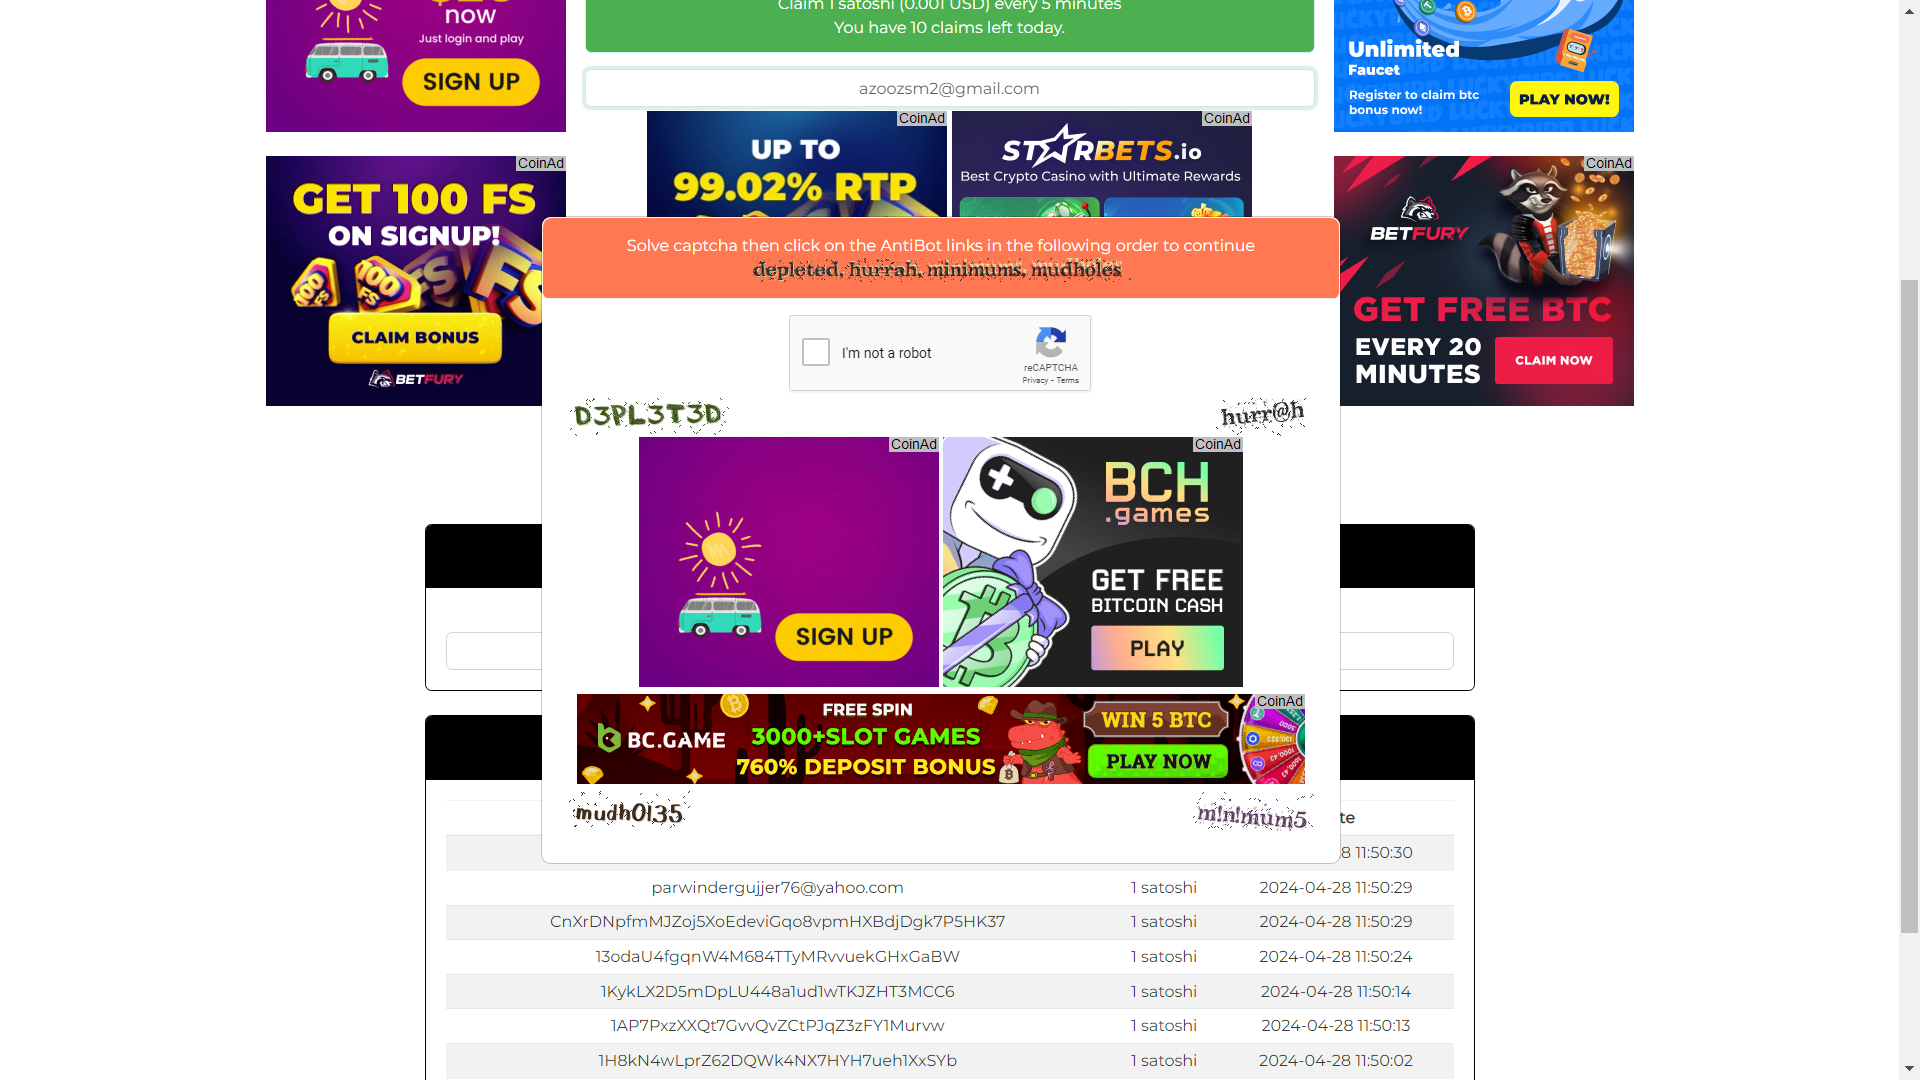 now
Just login and play
SIGN UP
Claim 1 satoshi (0.001 USD) every 5 minutes
You have 10 claims left today.
azoozsm2@gmail.com
Unlimited
Faucet
Register to claim btc
bonus now!
PLAY NOW!
CoinAd
GET 100 FS
ON SIGNUP!
100 FS
100 FS
FS
CLAIM BONUS
BETFURY
CoinAd
UP TO
99.02% RTP
CoinAd
STARBETS.io
Best Crypto Casino with Ultimate Rewards
CoinAd
BETFURY
GET FREE BTC
EVERY 20
MINUTES
CLAIM NOW
Solve captcha then click on the AntiBot links in the following order to continue
depleted, hurrah, minimums, mudholes
I'm not a robot
reCAPTCHA
Privacy - Terms
D3PL3T3D
hurr@h
CoinAd
SIGN UP
CoinAd
BCH
.games
GET FREE
BITCOIN CASH
PLAY
CoinAd
BC.GAME
FREE SPIN
3000+SLOT GAMES
760% DEPOSIT BONUS
WIN 5 BTC
PLAY NOW
mudh0l35
m!n!mum5
te
28 11:50:30
parwindergujjer76@yahoo.com 1 satoshi 2024-04-28 11:50:29
CnXrDNpfmMJZoj5XoEdeviGqo8vpmHXBdjDgk7P5HK37 1 satoshi 2024-04-28 11:50:29
13odaU4fgqnW4M684TTyMRvvuekGHxGaBW 1 satoshi 2024-04-28 11:50:24
1KykLX2D5mDpLU448a1ud1wTKJZHT3MCC6 1 satoshi 2024-04-28 11:50:14
1AP7PxzXXQt7GvvQvZCtPJqZ3zFY1Murvw 1 satoshi 2024-04-28 11:50:13
1H8kN4wLprZ62DQWk4NX7HYH7ueh1XxSYb 1 satoshi 2024-04-28 11:50:02